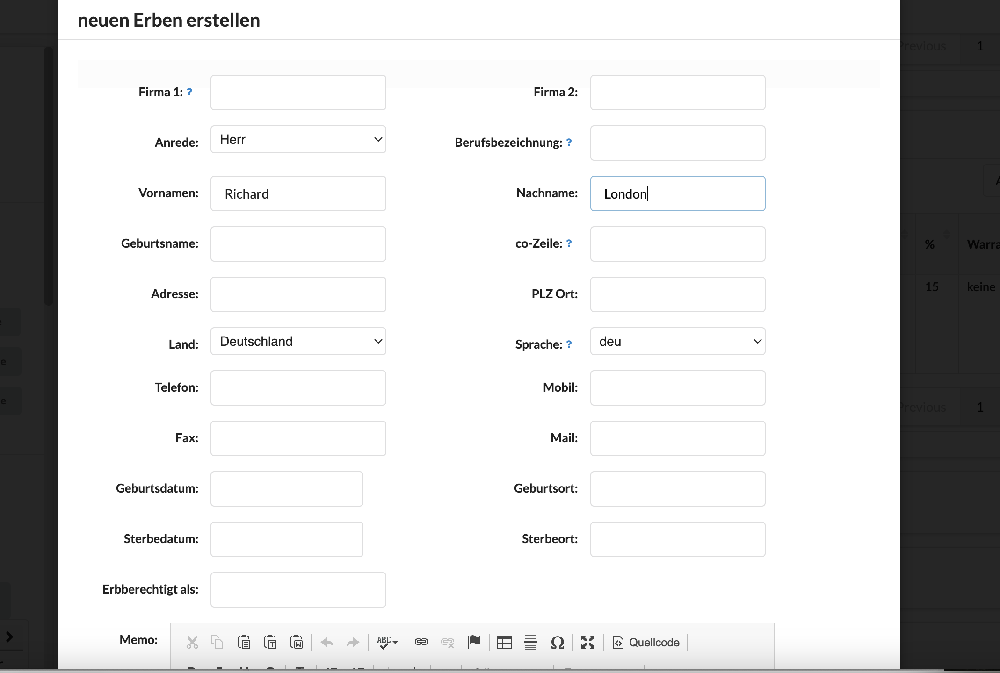 neuen Erben erstellen
Previous 1
Firma 1: ?
Firma 2:
Anrede: Herr
Berufsbezeichnung: ?
Vornamen: Richard
Nachname: London
Geburtsname:
co-Zeile: ?
% Warra
Adresse:
PLZ Ort:
15 keine
Land: Deutschland
Sprache: ? deu
Telefon:
Mobil:
Previous 1
Fax:
Mail:
Geburtsdatum:
Geburtsort:
Sterbedatum:
Sterbeort:
Erbberechtigt als:
Memo:
ABC
Quellcode